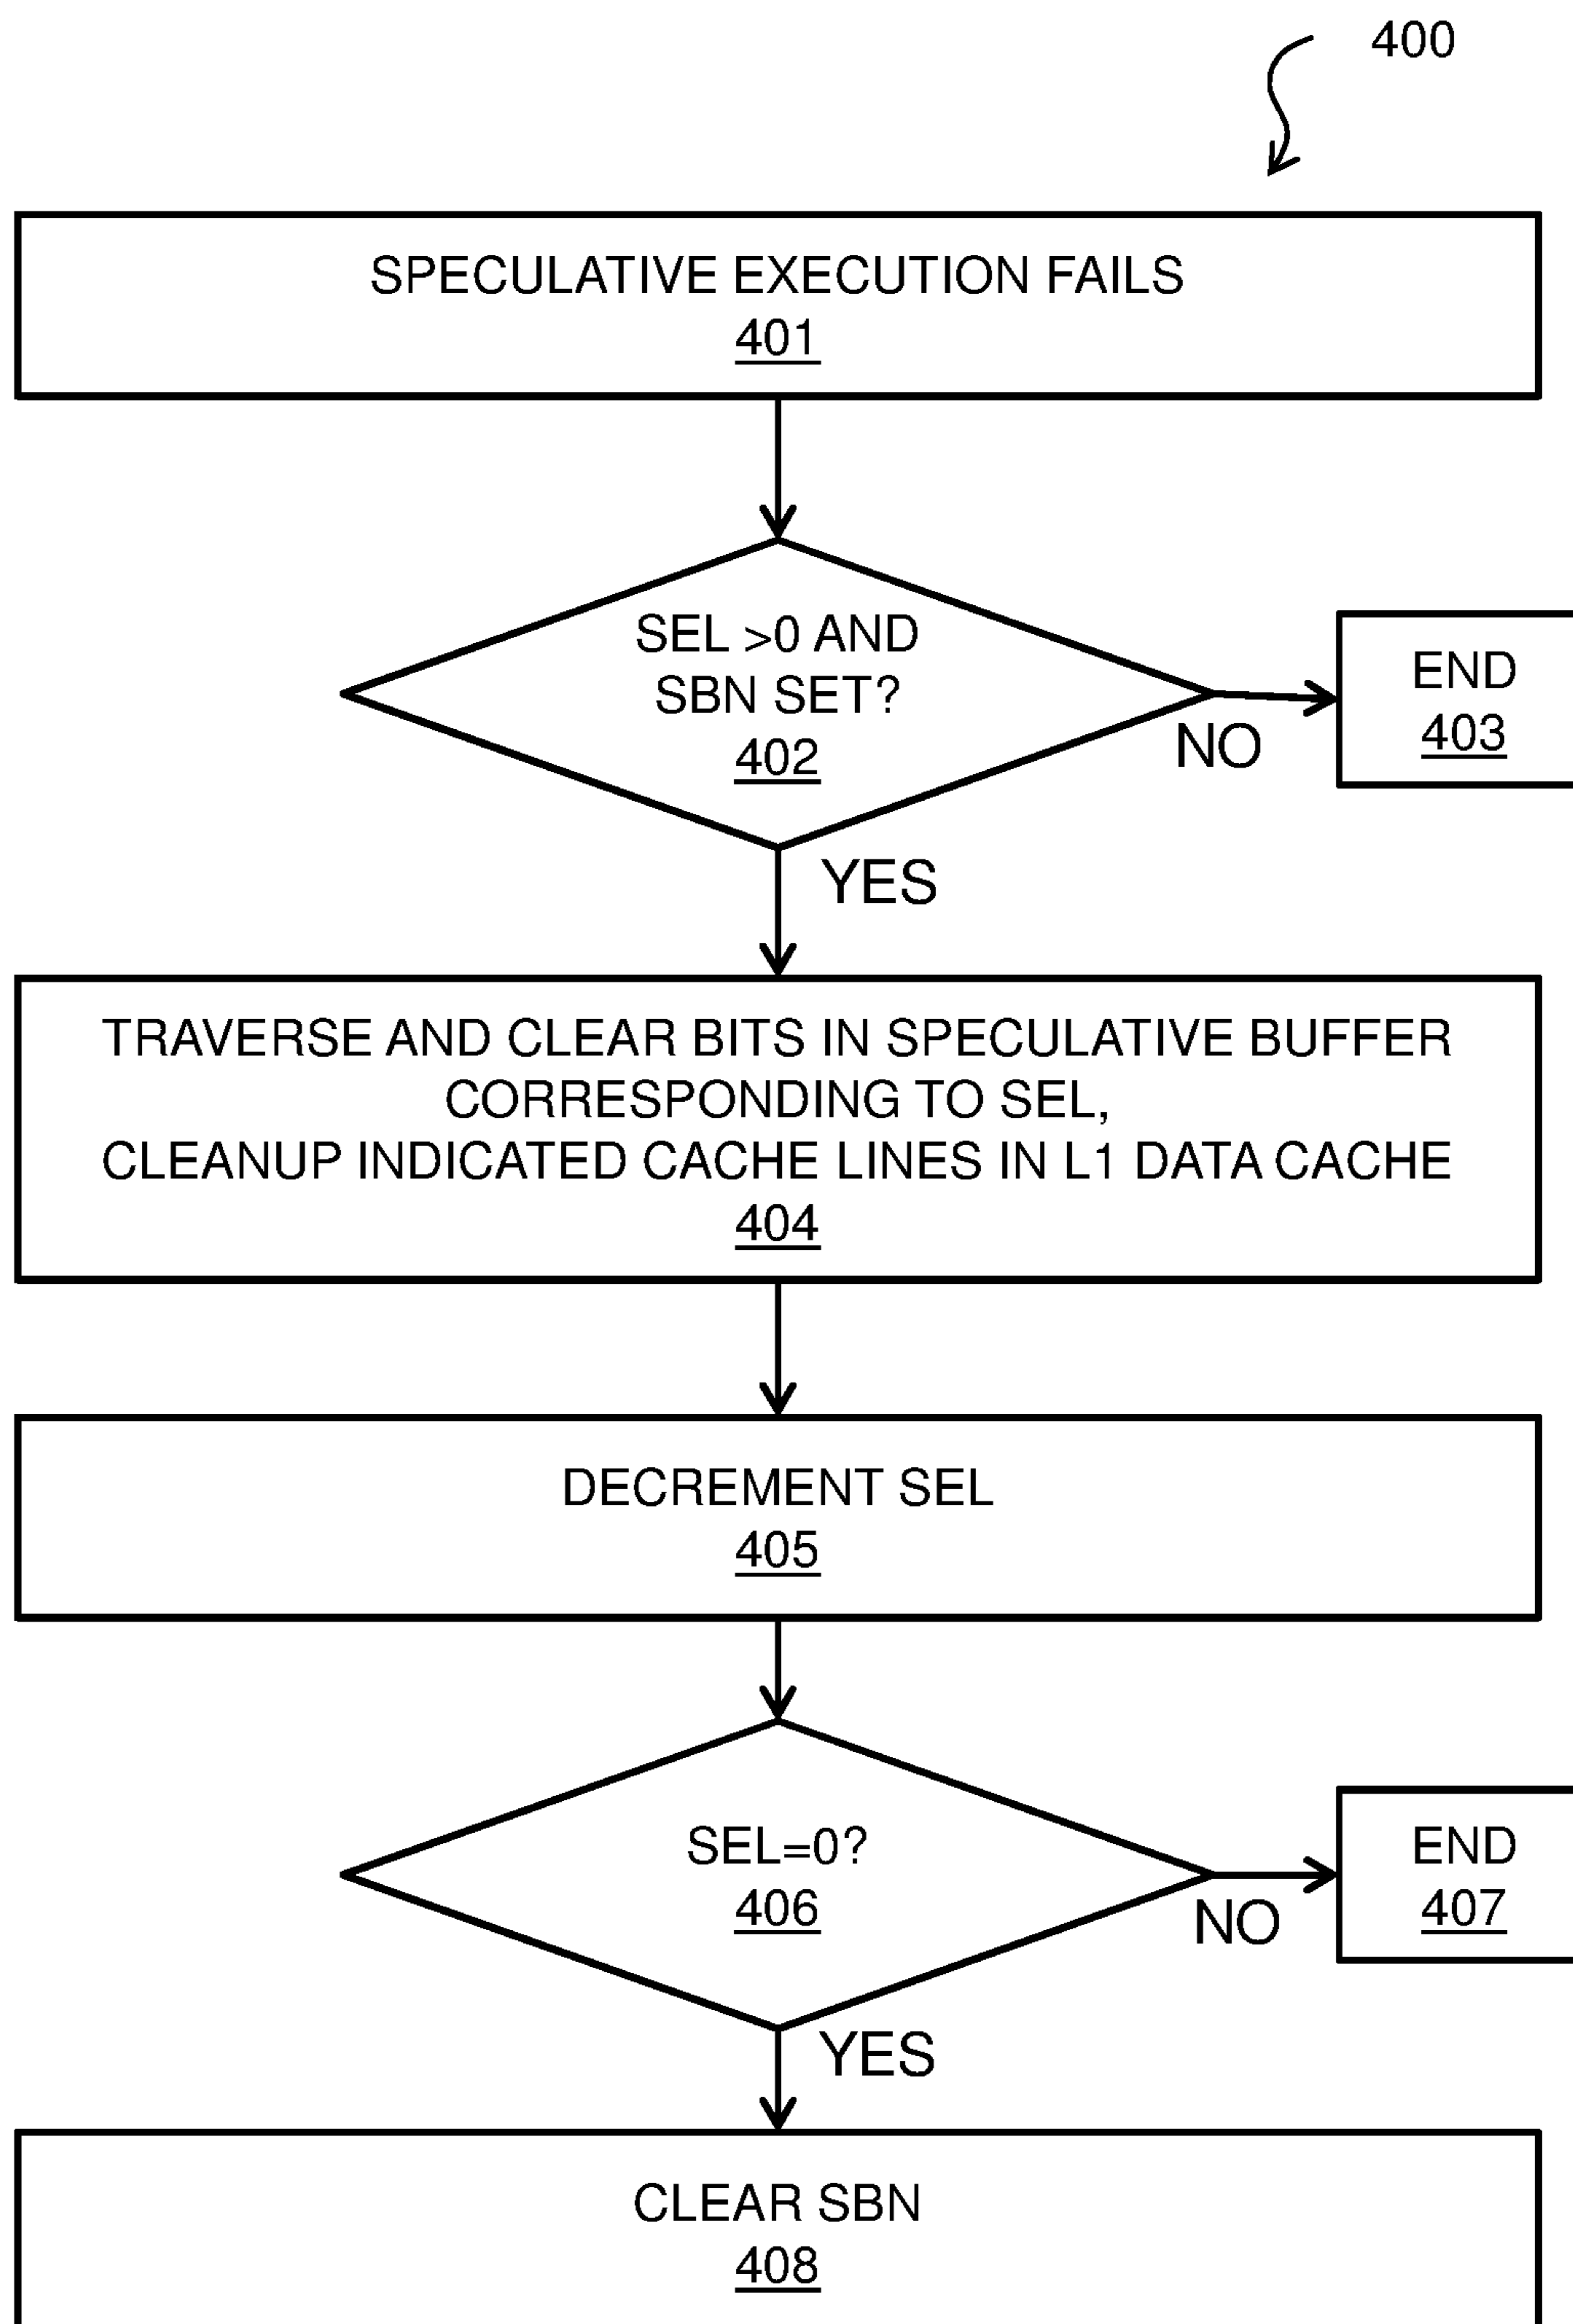 400
SPECULATIVE EXECUTION FAILS
401
SEL >0 AND
SBN SET?
402
NO
END
403
YES
TRAVERSE AND CLEAR BITS IN SPECULATIVE BUFFER
CORRESPONDING TO SEL,
CLEANUP INDICATED CACHE LINES IN L1 DATA CACHE
404
DECREMENT SEL
405
SEL=0?
406
NO
END
407
YES
CLEAR SBN
408